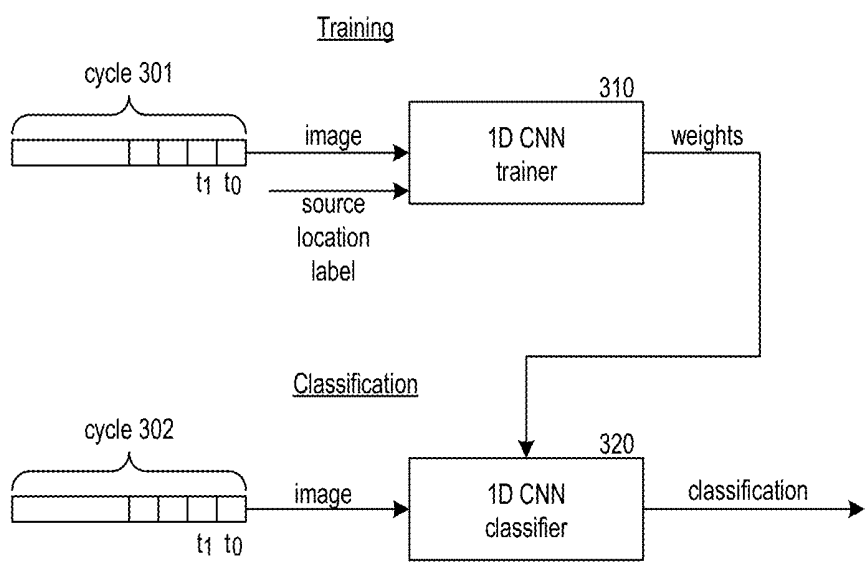 Training
cycle 301
310
image
1D CNN
trainer
weights
t1 t0
source
location
label
Classification
cycle 302
320
image
1D CNN
classifier
classification
t1 t0